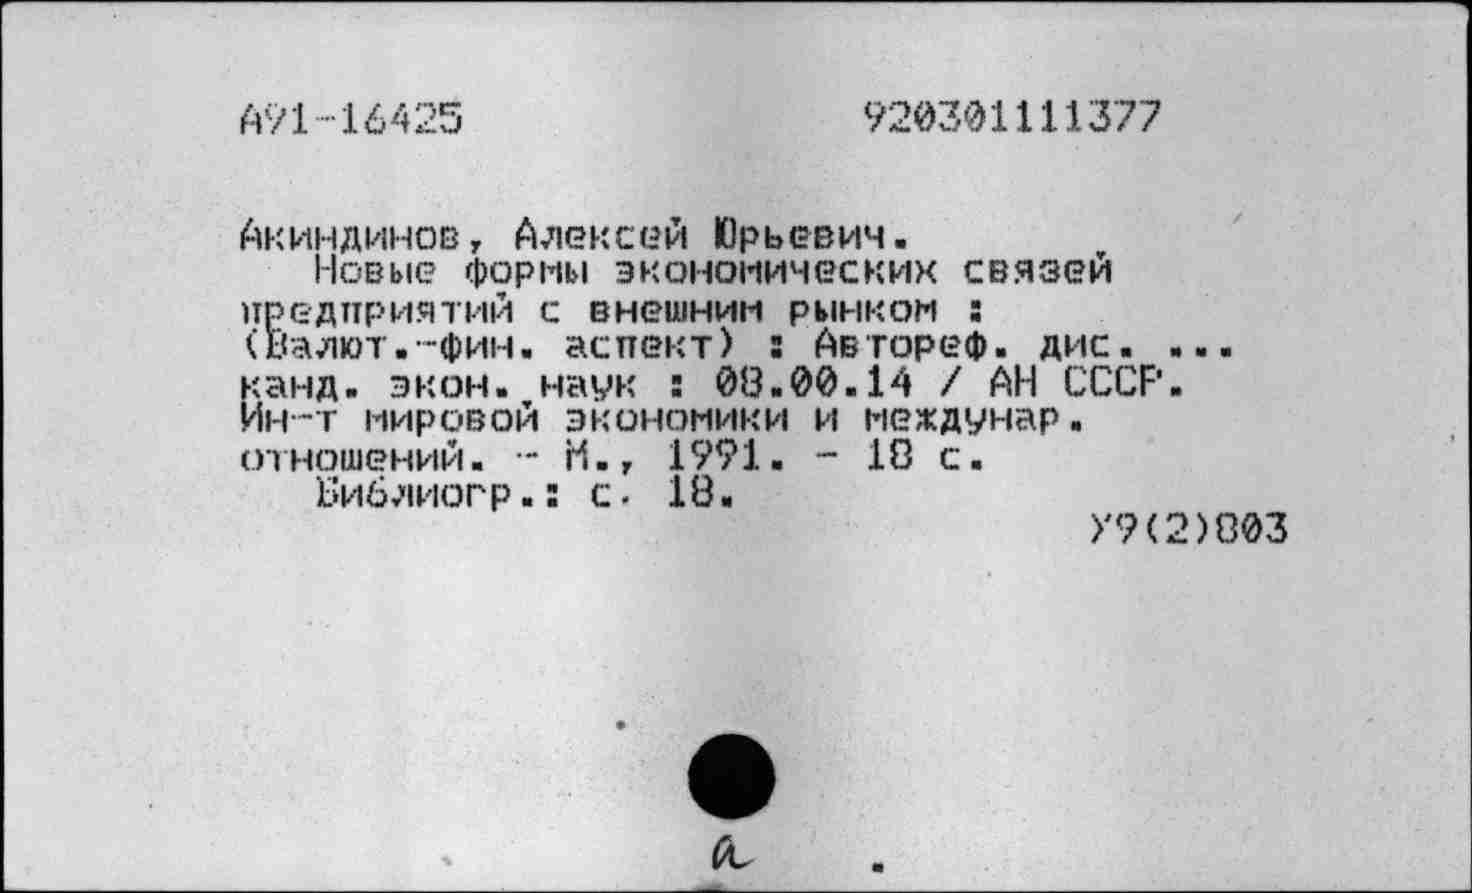 А91-16425 920301111377
Акиндинов, Алексей Юрьевич.
Новые формы экономических связей
предприятий с внешним рынком :
(Валют.-фин. аспект) : Автореф. дис. ...
канд. экон. наук : 08.00.14 / АН СССР.
Ин-т мировой экономики и междунар.
отношений. - М., 1991. - 18 с.
Библиогр.: с. 18.
У9(2)803
а